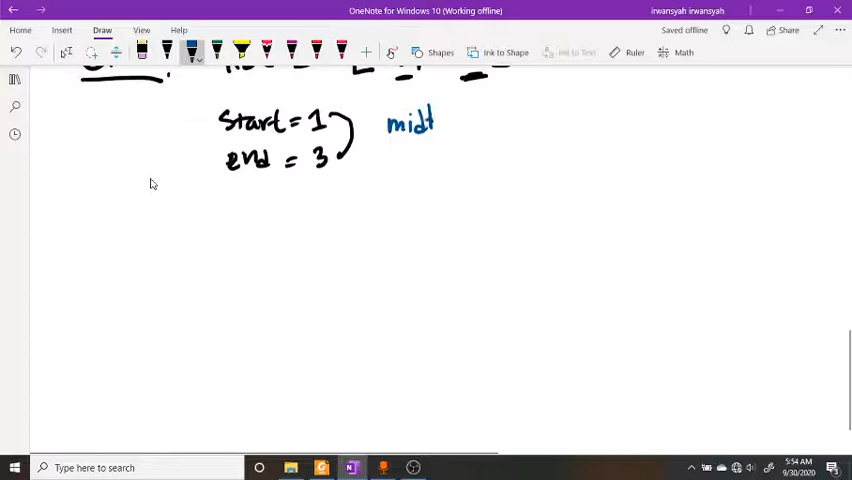 OneNote for Windows 10 (Working offline)
irwansyah irwansyah
Home Insert Draw View Help
Saved offline Share
Shapes Ink to Shape Ink to Text Ruler Math
start = 1 midt
end = 3
Type here to search
5:54 AM
9/30/2020
3